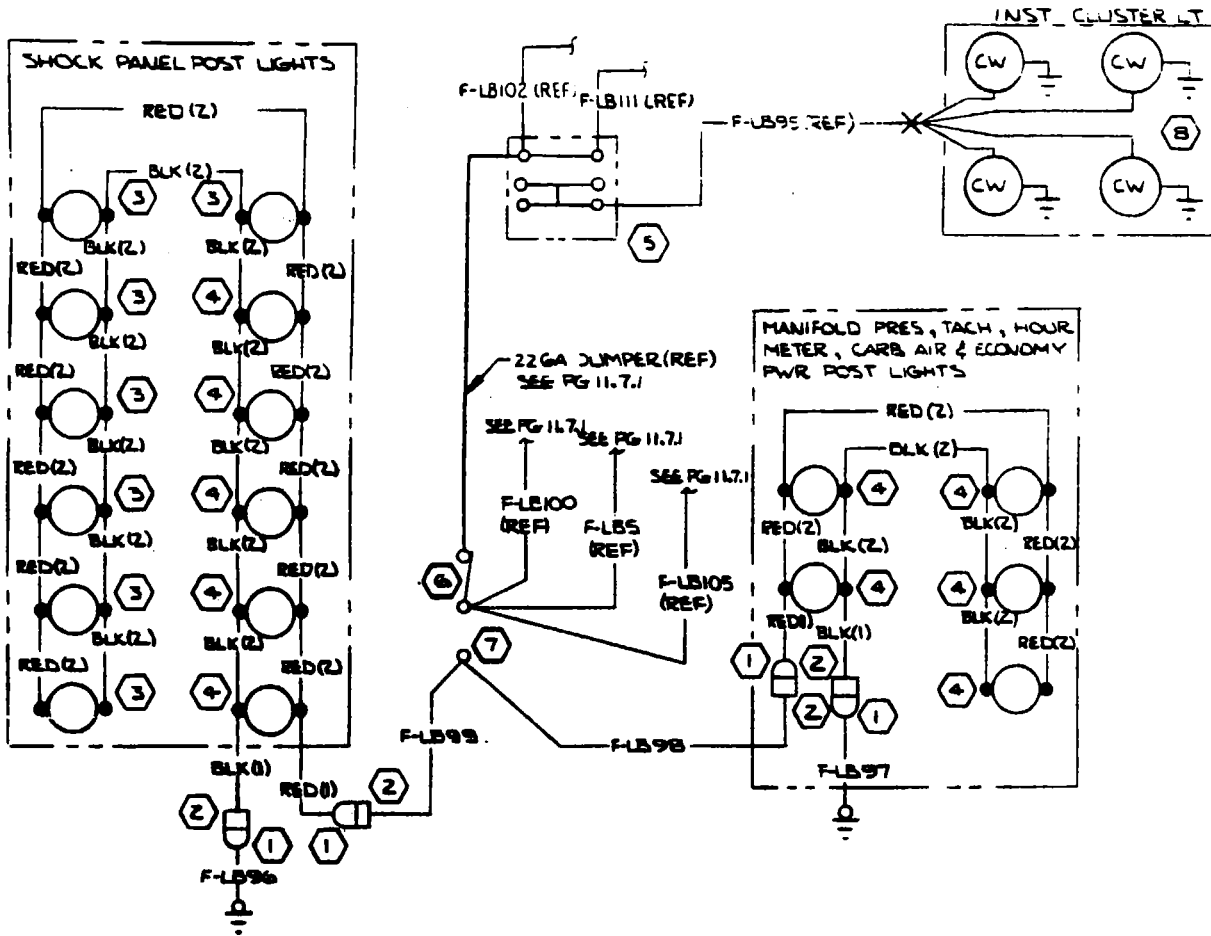 INST CLUSTER LT
SHOCK PANEL POST LIGHTS
RED(2)
BLK(2)
3
3
BLK(2)
BLK(2)
RED(2)
RED(2)
3
4
BLK(2)
BLK(2)
RED(2)
RED(2)
3
4
BLK(2)
BLK(2)
RED(2)
RED(2)
3
4
BLK(2)
BLK(2)
RED(2)
RED(2)
3
4
BLK(2)
BLK(2)
RED(2)
RED(2)
3
4
BLK(1)
RED(1)
2
1
F-LB96
2
1
F-LB99
F-LB102 (REF)
F-LB111 (REF)
F-LB95 (REF)
5
CW
CW
CW
CW
8
22 GA JUMPER (REF)
SEE PG 11.7.1
SEE PG 11.7.1
SEE PG 11.7.1
SEE PG 11.7.1
F-LB100
(REF)
F-LB5
(REF)
F-LB105
(REF)
6
7
F-LB98
MANIFOLD PRES, TACH, HOUR
METER, CARB AIR & ECONOMY
PWR POST LIGHTS
RED(2)
BLK(2)
4
4
RED(2)
BLK(2)
BLK(2)
RED(2)
4
4
RED(1)
BLK(1)
BLK(2)
RED(2)
1
2
4
2
1
F-LB97